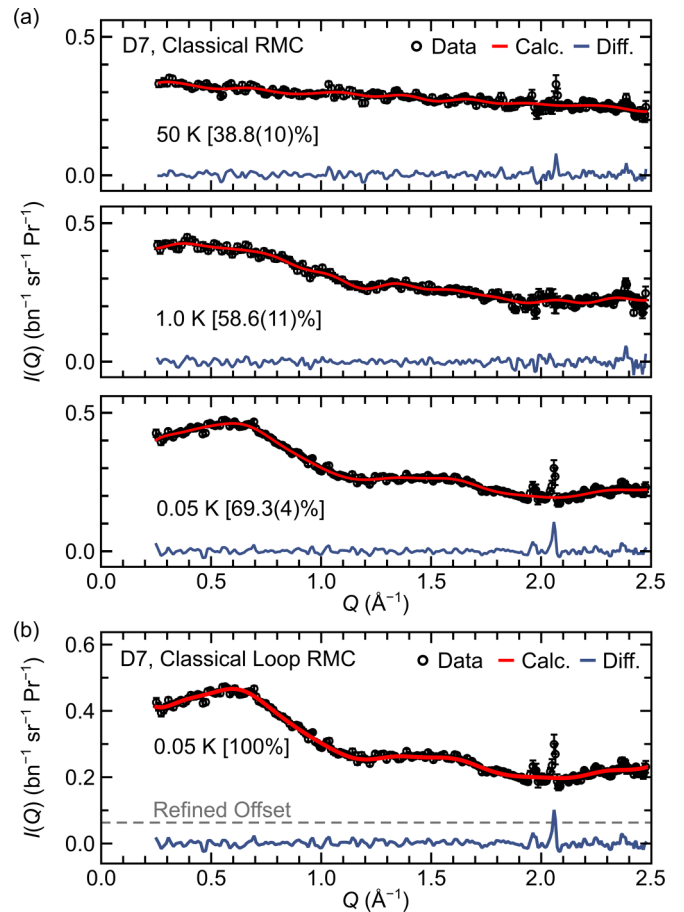 (a)
D7, Classical RMC
Data
Calc.
Diff.
0.5
0.0
50 K [38.8(10)%]
0.5
0.0
1.0 K [58.6(11)%]
I(Q) (bn⁻¹ sr⁻¹ Pr⁻¹)
0.5
0.0
0.05 K [69.3(4)%]
0.0 0.5 1.0 1.5 2.0 2.5
Q (Å⁻¹)
(b)
D7, Classical Loop RMC
Data
Calc.
Diff.
0.6
0.4
0.2
0.0
0.05 K [100%]
Refined Offset
I(Q) (bn⁻¹ sr⁻¹ Pr⁻¹)
0.0 0.5 1.0 1.5 2.0 2.5
Q (Å⁻¹)